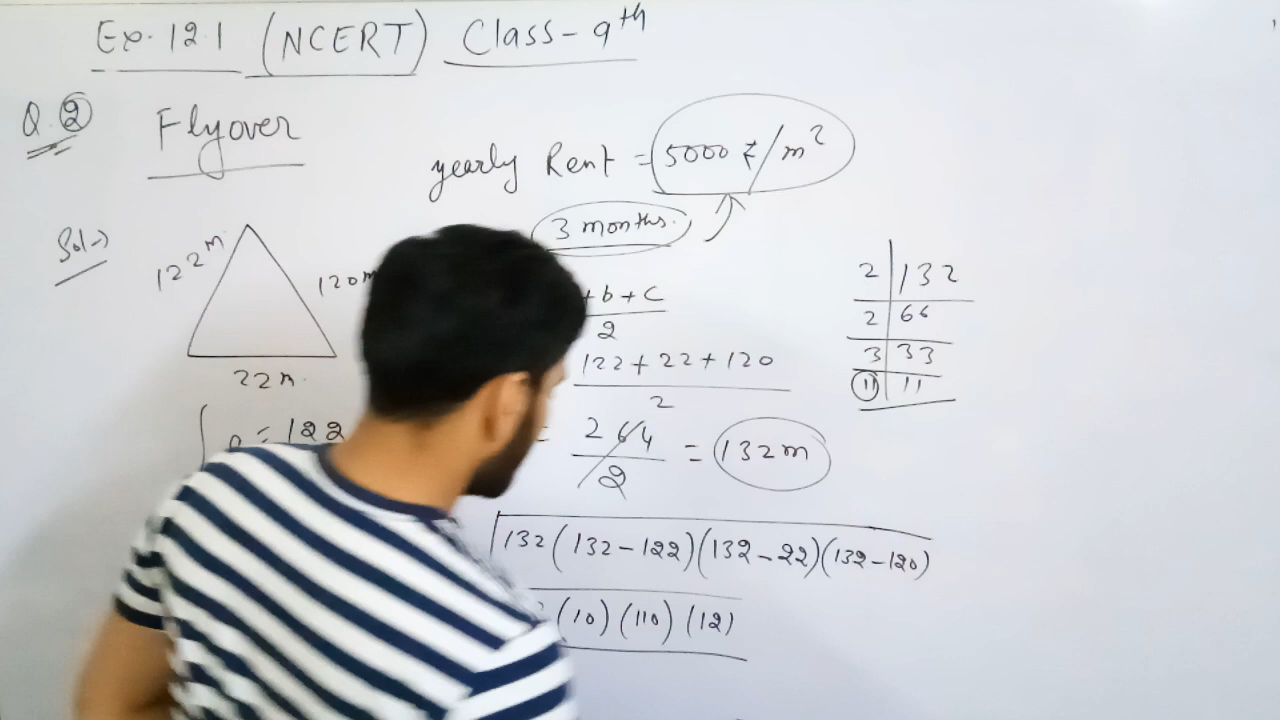 Ex. 12.1 (NCERT) Class-9th
Q.2 Flyover
yearly Rent = 5000 ₹/m²
3 months.
Sol→
122m
120m
22m.
+b+c
2
122+22+120
2
264
2
= 132m
a = 122
132(132-122)(132-22)(132-120)
(10)(110)(12)
2|132
2|66
3|33
11|11